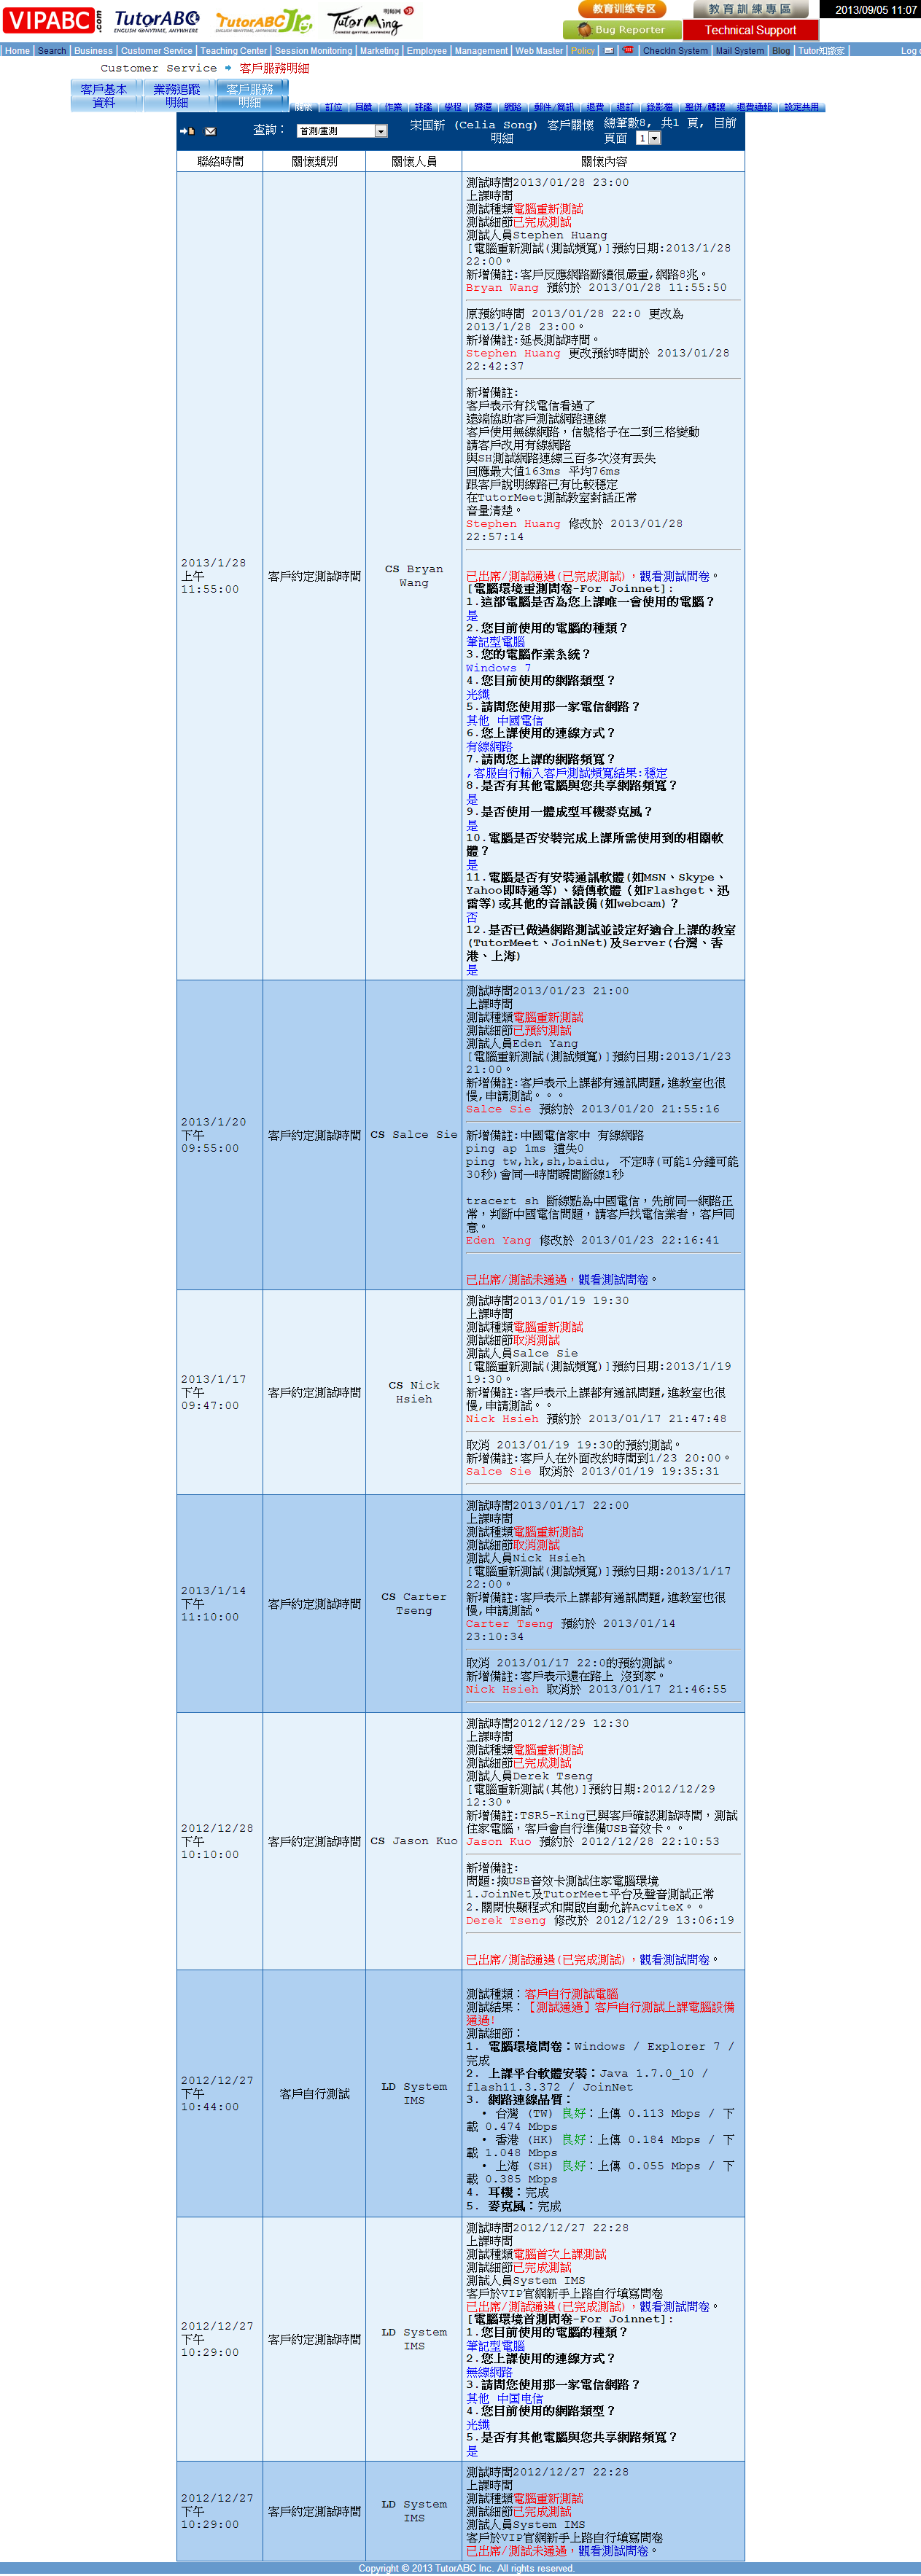 VIPABC.com
TutorABC
ENGLISH ANYTIME, ANYWHERE
TutorABCJr.
TutorMing
CHINESE ANYTIME, ANYWHERE
教育训练专区
教育訓練專區
2013/09/05 11:07
Bug Reporter
Technical Support
| Home | Search | Business | Customer Service | Teaching Center | Session Monitoring | Marketing | Employee | Management | Web Master | Policy | | | CheckIn System | Mail System | Blog | Tutor知識家 | Log
Customer Service 客戶服務明細
客戶基本資料
業務追蹤明細
客戶服務明細
關懷 訂位 回饋 作業 評鑑 學程 歸還 網路 郵件/簡訊 退費 退訂 錄影檔 整併/轉讓 退費通報 設定共用
查詢： 首測/重測
宋国新 (Celia Song) 客戶關懷明細
總筆數8, 共1 頁, 目前頁面 1
聯絡時間 關懷類別 關懷人員 關懷內容
2013/1/28
上午
11:55:00
客戶約定測試時間
CS Bryan
Wang
測試時間2013/01/28 23:00
上課時間
測試種類電腦重新測試
測試細節已完成測試
測試人員Stephen Huang
[電腦重新測試(測試頻寬)]預約日期:2013/1/28
22:00。
新增備註:客戶反應網路斷續很嚴重,網路8兆。
Bryan Wang 預約於 2013/01/28 11:55:50
原預約時間 2013/01/28 22:0 更改為
2013/1/28 23:00。
新增備註:延長測試時間。
Stephen Huang 更改預約時間於 2013/01/28
22:42:37
新增備註:
客戶表示有找電信看過了
遠端協助客戶測試網路連線
客戶使用無線網路，信號格子在二到三格變動
請客戶改用有線網路
與SH測試網路連線三百多次沒有丟失
回應最大值163ms 平均76ms
跟客戶說明線路已有比較穩定
在TutorMeet測試教室對話正常
音量清楚。
Stephen Huang 修改於 2013/01/28
22:57:14
已出席/測試通過(已完成測試)，觀看測試問卷。
[電腦環境重測問卷-For Joinnet]:
1.這部電腦是否為您上課唯一會使用的電腦？
是
2.您目前使用的電腦的種類？
筆記型電腦
3.您的電腦作業系統？
Windows 7
4.您目前使用的網路類型？
光纖
5.請問您使用那一家電信網路？
其他 中國電信
6.您上課使用的連線方式？
有線網路
7.請問您上課的網路頻寬？
,客服自行輸入客戶測試頻寬結果:穩定
8.是否有其他電腦與您共享網路頻寬？
是
9.是否使用一體成型耳機麥克風？
是
10.電腦是否安裝完成上課所需使用到的相關軟
體？
是
11.電腦是否有安裝通訊軟體(如MSN、Skype、
Yahoo即時通等)、續傳軟體（如Flashget、迅
雷等)或其他的音訊設備(如webcam)？
否
12.是否已做過網路測試並設定好適合上課的教室
(TutorMeet、JoinNet)及Server(台灣、香
港、上海)
是
2013/1/20
下午
09:55:00
客戶約定測試時間
CS Salce Sie
測試時間2013/01/23 21:00
上課時間
測試種類電腦重新測試
測試細節已預約測試
測試人員Eden Yang
[電腦重新測試(測試頻寬)]預約日期:2013/1/23
21:00。
新增備註:客戶表示上課都有通訊問題,進教室也很
慢,申請測試。。。
Salce Sie 預約於 2013/01/20 21:55:16
新增備註:中國電信家中 有線網路
ping ap 1ms 遺失0
ping tw,hk,sh,baidu, 不定時(可能1分鐘可能
30秒)會同一時間瞬間斷線1秒
tracert sh 斷線點為中國電信，先前同一網路正
常，判斷中國電信問題，請客戶找電信業者，客戶同
意。
Eden Yang 修改於 2013/01/23 22:16:41
已出席/測試未通過，觀看測試問卷。
2013/1/17
下午
09:47:00
客戶約定測試時間
CS Nick
Hsieh
測試時間2013/01/19 19:30
上課時間
測試種類電腦重新測試
測試細節取消測試
測試人員Salce Sie
[電腦重新測試(測試頻寬)]預約日期:2013/1/19
19:30。
新增備註:客戶表示上課都有通訊問題,進教室也很
慢,申請測試。。
Nick Hsieh 預約於 2013/01/17 21:47:48
取消 2013/01/19 19:30的預約測試。
新增備註:客戶人在外面改約時間到1/23 20:00。
Salce Sie 取消於 2013/01/19 19:35:31
2013/1/14
下午
11:10:00
客戶約定測試時間
CS Carter
Tseng
測試時間2013/01/17 22:00
上課時間
測試種類電腦重新測試
測試細節取消測試
測試人員Nick Hsieh
[電腦重新測試(測試頻寬)]預約日期:2013/1/17
22:00。
新增備註:客戶表示上課都有通訊問題,進教室也很
慢,申請測試。
Carter Tseng 預約於 2013/01/14
23:10:34
取消 2013/01/17 22:0的預約測試。
新增備註:客戶表示還在路上 沒到家。
Nick Hsieh 取消於 2013/01/17 21:46:55
2012/12/28
下午
10:10:00
客戶約定測試時間
CS Jason Kuo
測試時間2012/12/29 12:30
上課時間
測試種類電腦重新測試
測試細節已完成測試
測試人員Derek Tseng
[電腦重新測試(其他)]預約日期:2012/12/29
12:30。
新增備註:TSR5-King已與客戶確認測試時間，測試
住家電腦，客戶會自行準備USB音效卡。。
Jason Kuo 預約於 2012/12/28 22:10:53
新增備註:
問題:換USB音效卡測試住家電腦環境
1.JoinNet及TutorMeet平台及聲音測試正常
2.關閉快顯程式和開啟自動允許AcviteX。。
Derek Tseng 修改於 2012/12/29 13:06:19
已出席/測試通過(已完成測試)，觀看測試問卷。
2012/12/27
下午
10:44:00
客戶自行測試
LD System
IMS
測試種類：客戶自行測試電腦
測試結果：【測試通過】客戶自行測試上課電腦設備
通過!
測試細節：
1. 電腦環境問卷：Windows / Explorer 7 /
完成
2. 上課平台軟體安裝：Java 1.7.0_10 /
flash11.3.372 / JoinNet
3. 網路連線品質：
• 台灣 (TW) 良好：上傳 0.113 Mbps / 下
載 0.474 Mbps
• 香港 (HK) 良好：上傳 0.184 Mbps / 下
載 1.048 Mbps
• 上海 (SH) 良好：上傳 0.055 Mbps / 下
載 0.385 Mbps
4. 耳機：完成
5. 麥克風：完成
2012/12/27
下午
10:29:00
客戶約定測試時間
LD System
IMS
測試時間2012/12/27 22:28
上課時間
測試種類電腦首次上課測試
測試細節已完成測試
測試人員System IMS
客戶於VIP官網新手上路自行填寫問卷
已出席/測試通過(已完成測試)，觀看測試問卷。
[電腦環境首測問卷-For Joinnet]:
1.您目前使用的電腦的種類？
筆記型電腦
2.您上課使用的連線方式？
無線網路
3.請問您使用那一家電信網路？
其他 中国电信
4.您目前使用的網路類型？
光纖
5.是否有其他電腦與您共享網路頻寬？
是
2012/12/27
下午
10:29:00
客戶約定測試時間
LD System
IMS
測試時間2012/12/27 22:28
上課時間
測試種類電腦重新測試
測試細節已完成測試
測試人員System IMS
客戶於VIP官網新手上路自行填寫問卷
已出席/測試未通過，觀看測試問卷。
Copyright © 2013 TutorABC Inc. All rights reserved.